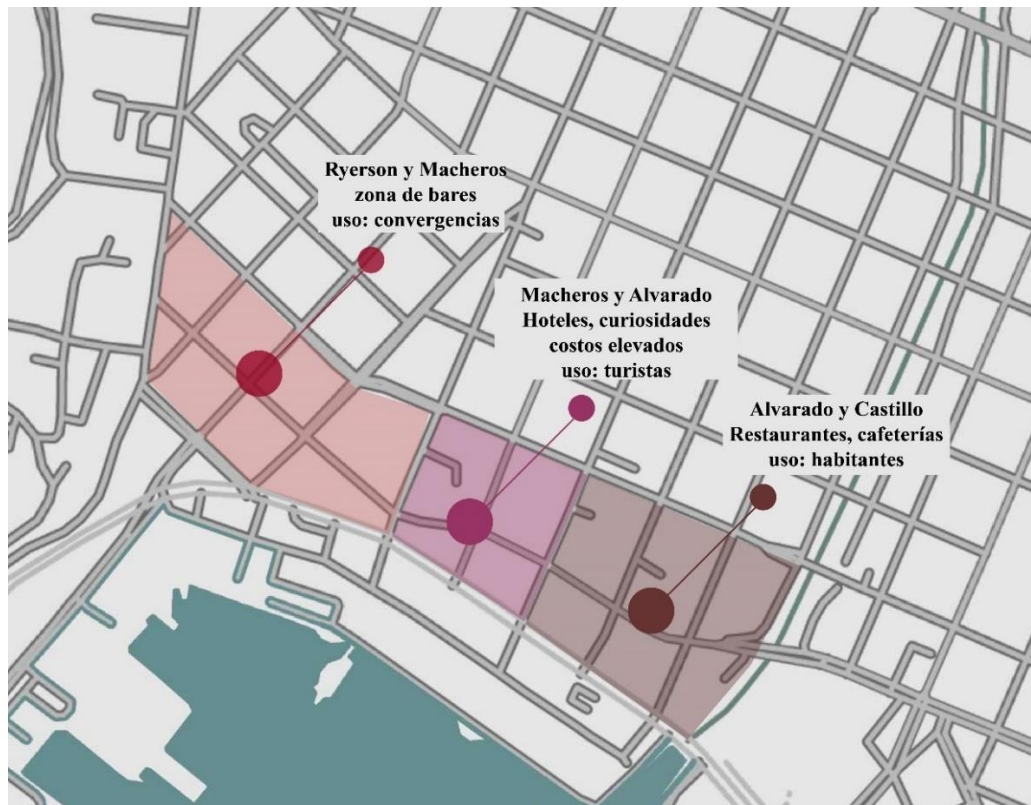 Ryerson y Macheros
zona de bares
uso: convergencias
Macheros y Alvarado
Hoteles, curiosidades
costos elevados
uso: turistas
Alvarado y Castillo
Restaurantes, cafeterías
uso: habitantes